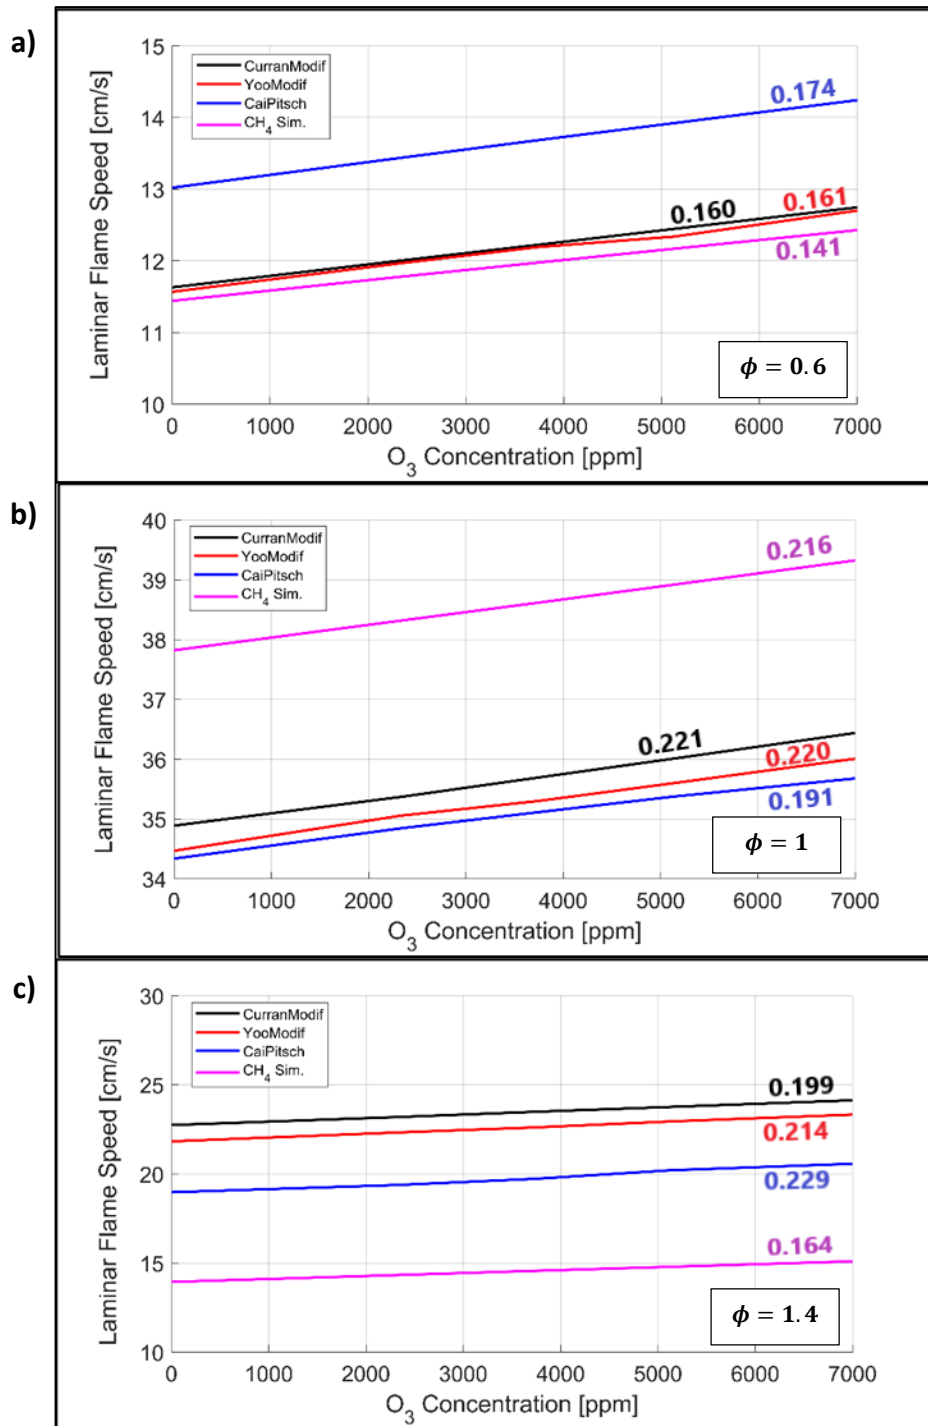 a)
15
14
13
12
11
10
Laminar Flame Speed [cm/s]
CurranModif
YooModif
CaiPitsch
CH4 Sim.
0.174
0.160
0.161
0.141
ϕ = 0.6
0 1000 2000 3000 4000 5000 6000 7000
O3 Concentration [ppm]
b)
40
39
38
37
36
35
34
Laminar Flame Speed [cm/s]
CurranModif
YooModif
CaiPitsch
CH4 Sim.
0.216
0.221
0.220
0.191
ϕ = 1
0 1000 2000 3000 4000 5000 6000 7000
O3 Concentration [ppm]
c)
30
25
20
15
10
Laminar Flame Speed [cm/s]
CurranModif
YooModif
CaiPitsch
CH4 Sim.
0.199
0.214
0.229
0.164
ϕ = 1.4
0 1000 2000 3000 4000 5000 6000 7000
O3 Concentration [ppm]